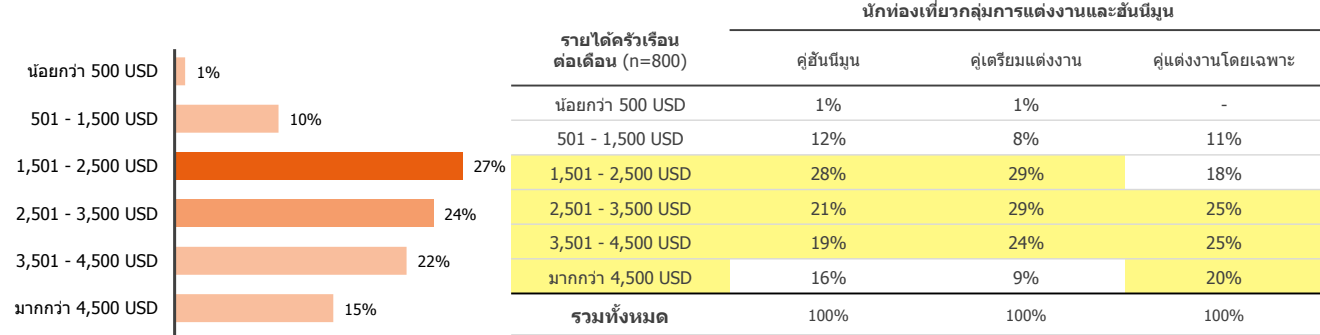 น้อยกว่า 500 USD 1%
501 - 1,500 USD 10%
1,501 - 2,500 USD 27%
2,501 - 3,500 USD 24%
3,501 - 4,500 USD 22%
มากกว่า 4,500 USD 15%
นักท่องเที่ยวกลุ่มการแต่งงานและฮันนีมูน
รายได้ครัวเรือน
ต่อเดือน (n=800) คู่ฮันนีมูน คู่เตรียมแต่งงาน คู่แต่งงานโดยเฉพาะ
น้อยกว่า 500 USD 1% 1% -
501 - 1,500 USD 12% 8% 11%
1,501 - 2,500 USD 28% 29% 18%
2,501 - 3,500 USD 21% 29% 25%
3,501 - 4,500 USD 19% 24% 25%
มากกว่า 4,500 USD 16% 9% 20%
รวมทั้งหมด 100% 100% 100%